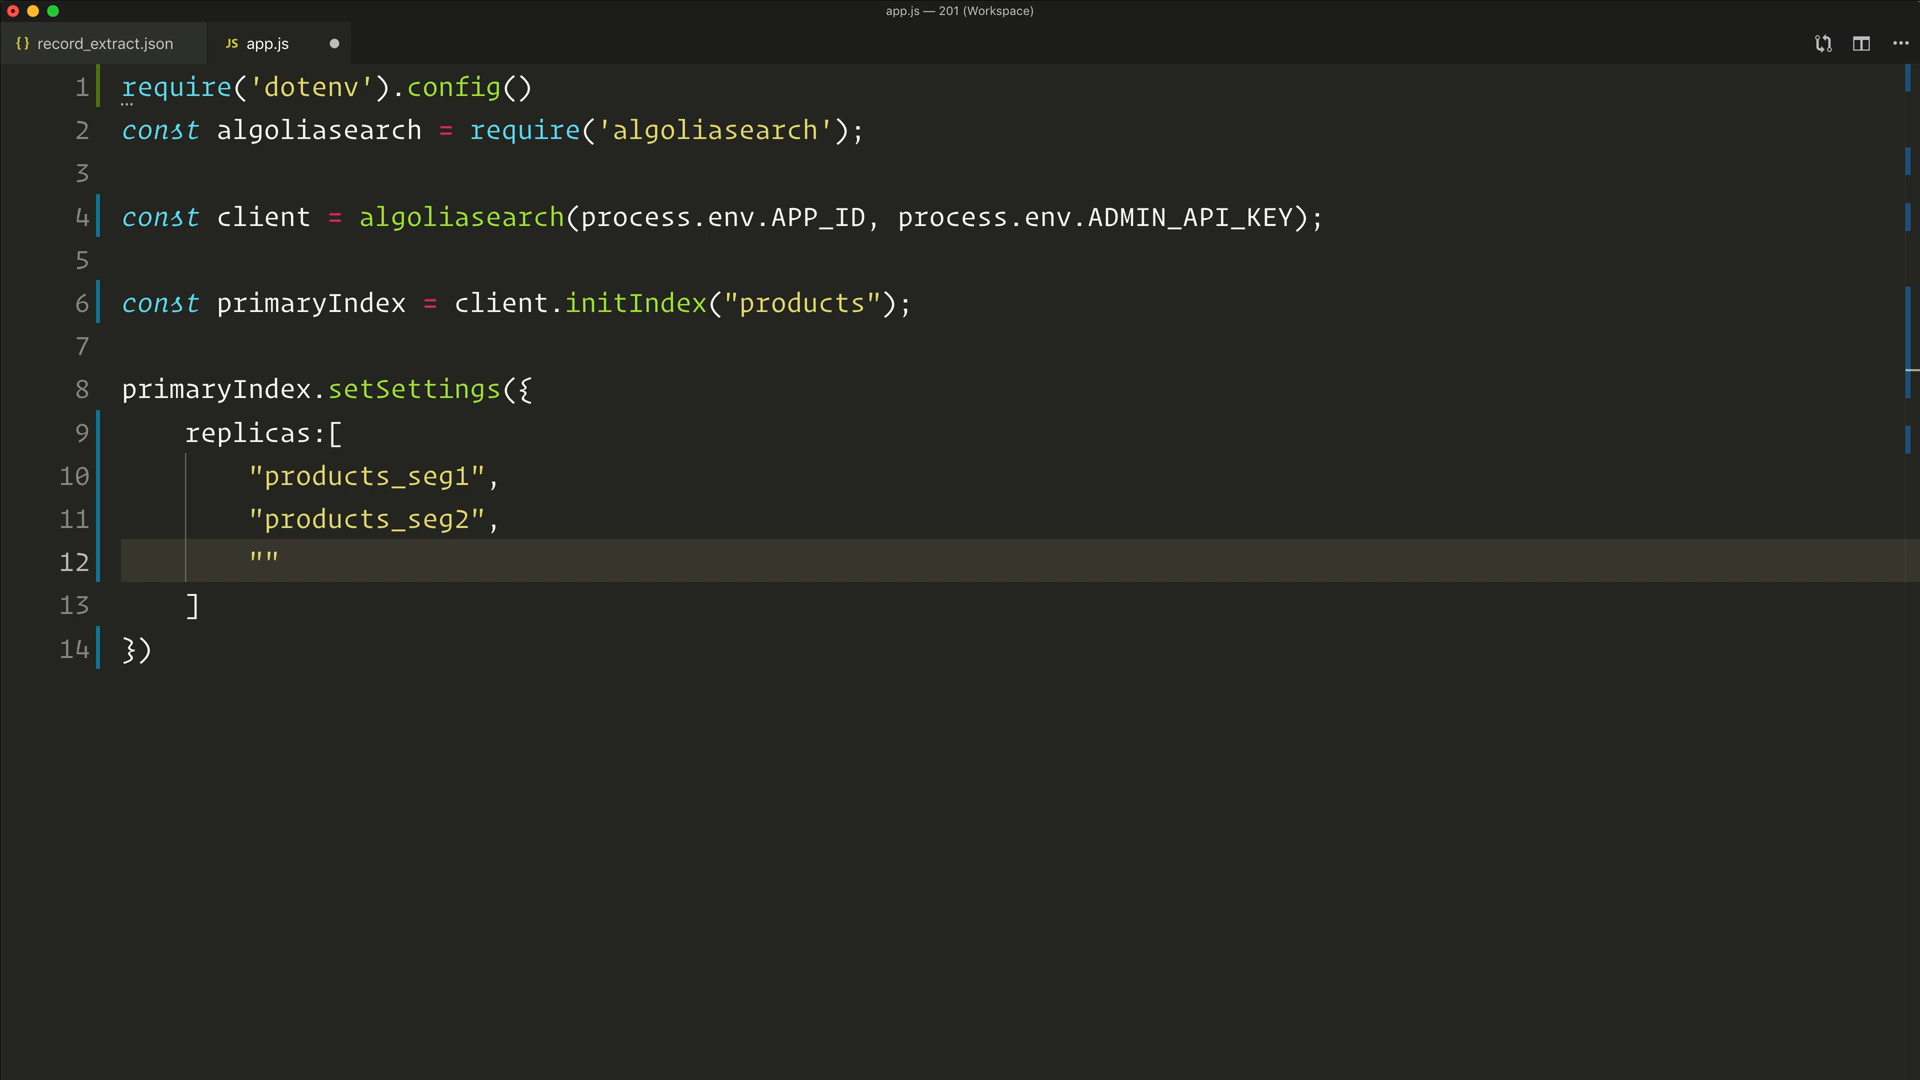 app.js — 201 (Workspace)
{} record_extract.json
JS app.js
1 require('dotenv').config()
2 const algoliasearch = require('algoliasearch');
3
4 const client = algoliasearch(process.env.APP_ID, process.env.ADMIN_API_KEY);
5
6 const primaryIndex = client.initIndex("products");
7
8 primaryIndex.setSettings({
9     replicas:[
10         "products_seg1",
11         "products_seg2",
12         ""
13     ]
14 })